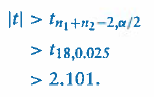 |t| > t_{n_1+n_2−2,α/2}
> t_{18,0.025}
> 2.101.